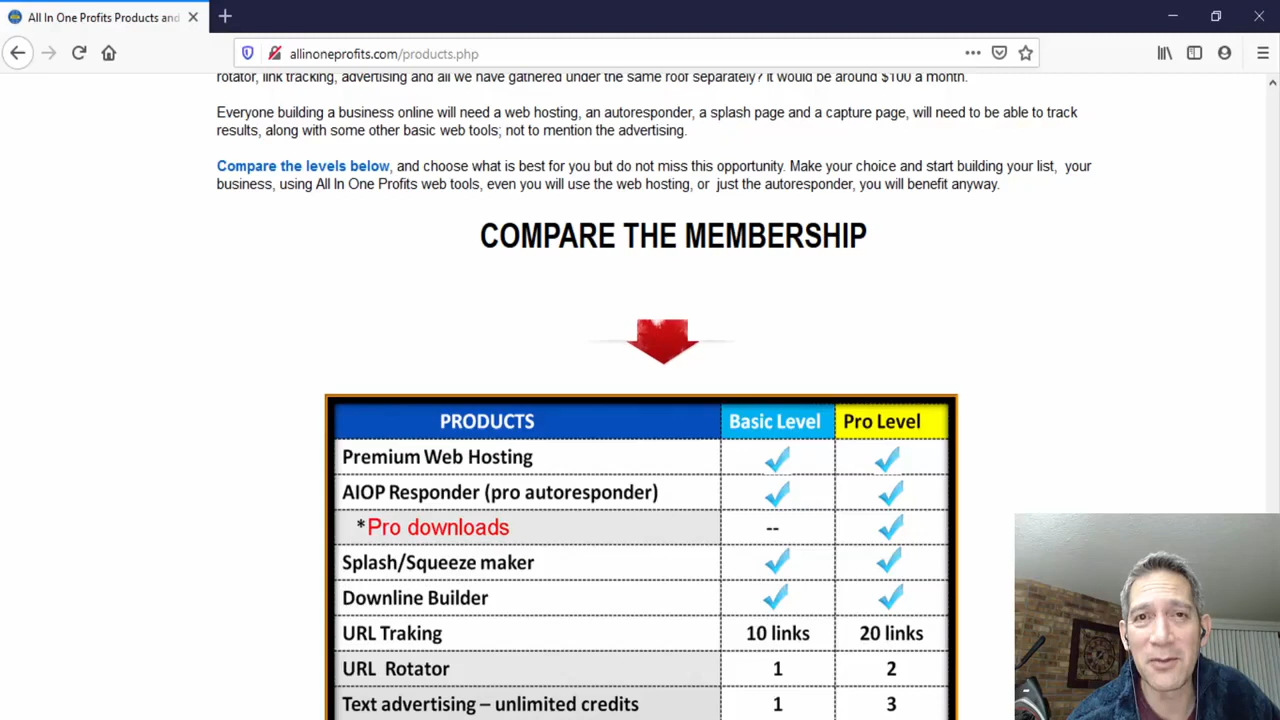 All In One Profits Products and
allinoneprofits.com/products.php
rotator, link tracking, advertising and all we have gathered under the same roof separately? It would be around $100 a month.
Everyone building a business online will need a web hosting, an autoresponder, a splash page and a capture page, will need to be able to track
results, along with some other basic web tools; not to mention the advertising.
Compare the levels below, and choose what is best for you but do not miss this opportunity. Make your choice and start building your list, your
business, using All In One Profits web tools, even you will use the web hosting, or just the autoresponder, you will benefit anyway.
COMPARE THE MEMBERSHIP
PRODUCTS Basic Level Pro Level
Premium Web Hosting
AIOP Responder (pro autoresponder)
*Pro downloads --
Splash/Squeeze maker
Downline Builder
URL Traking 10 links 20 links
URL Rotator 1 2
Text advertising – unlimited credits 1 3